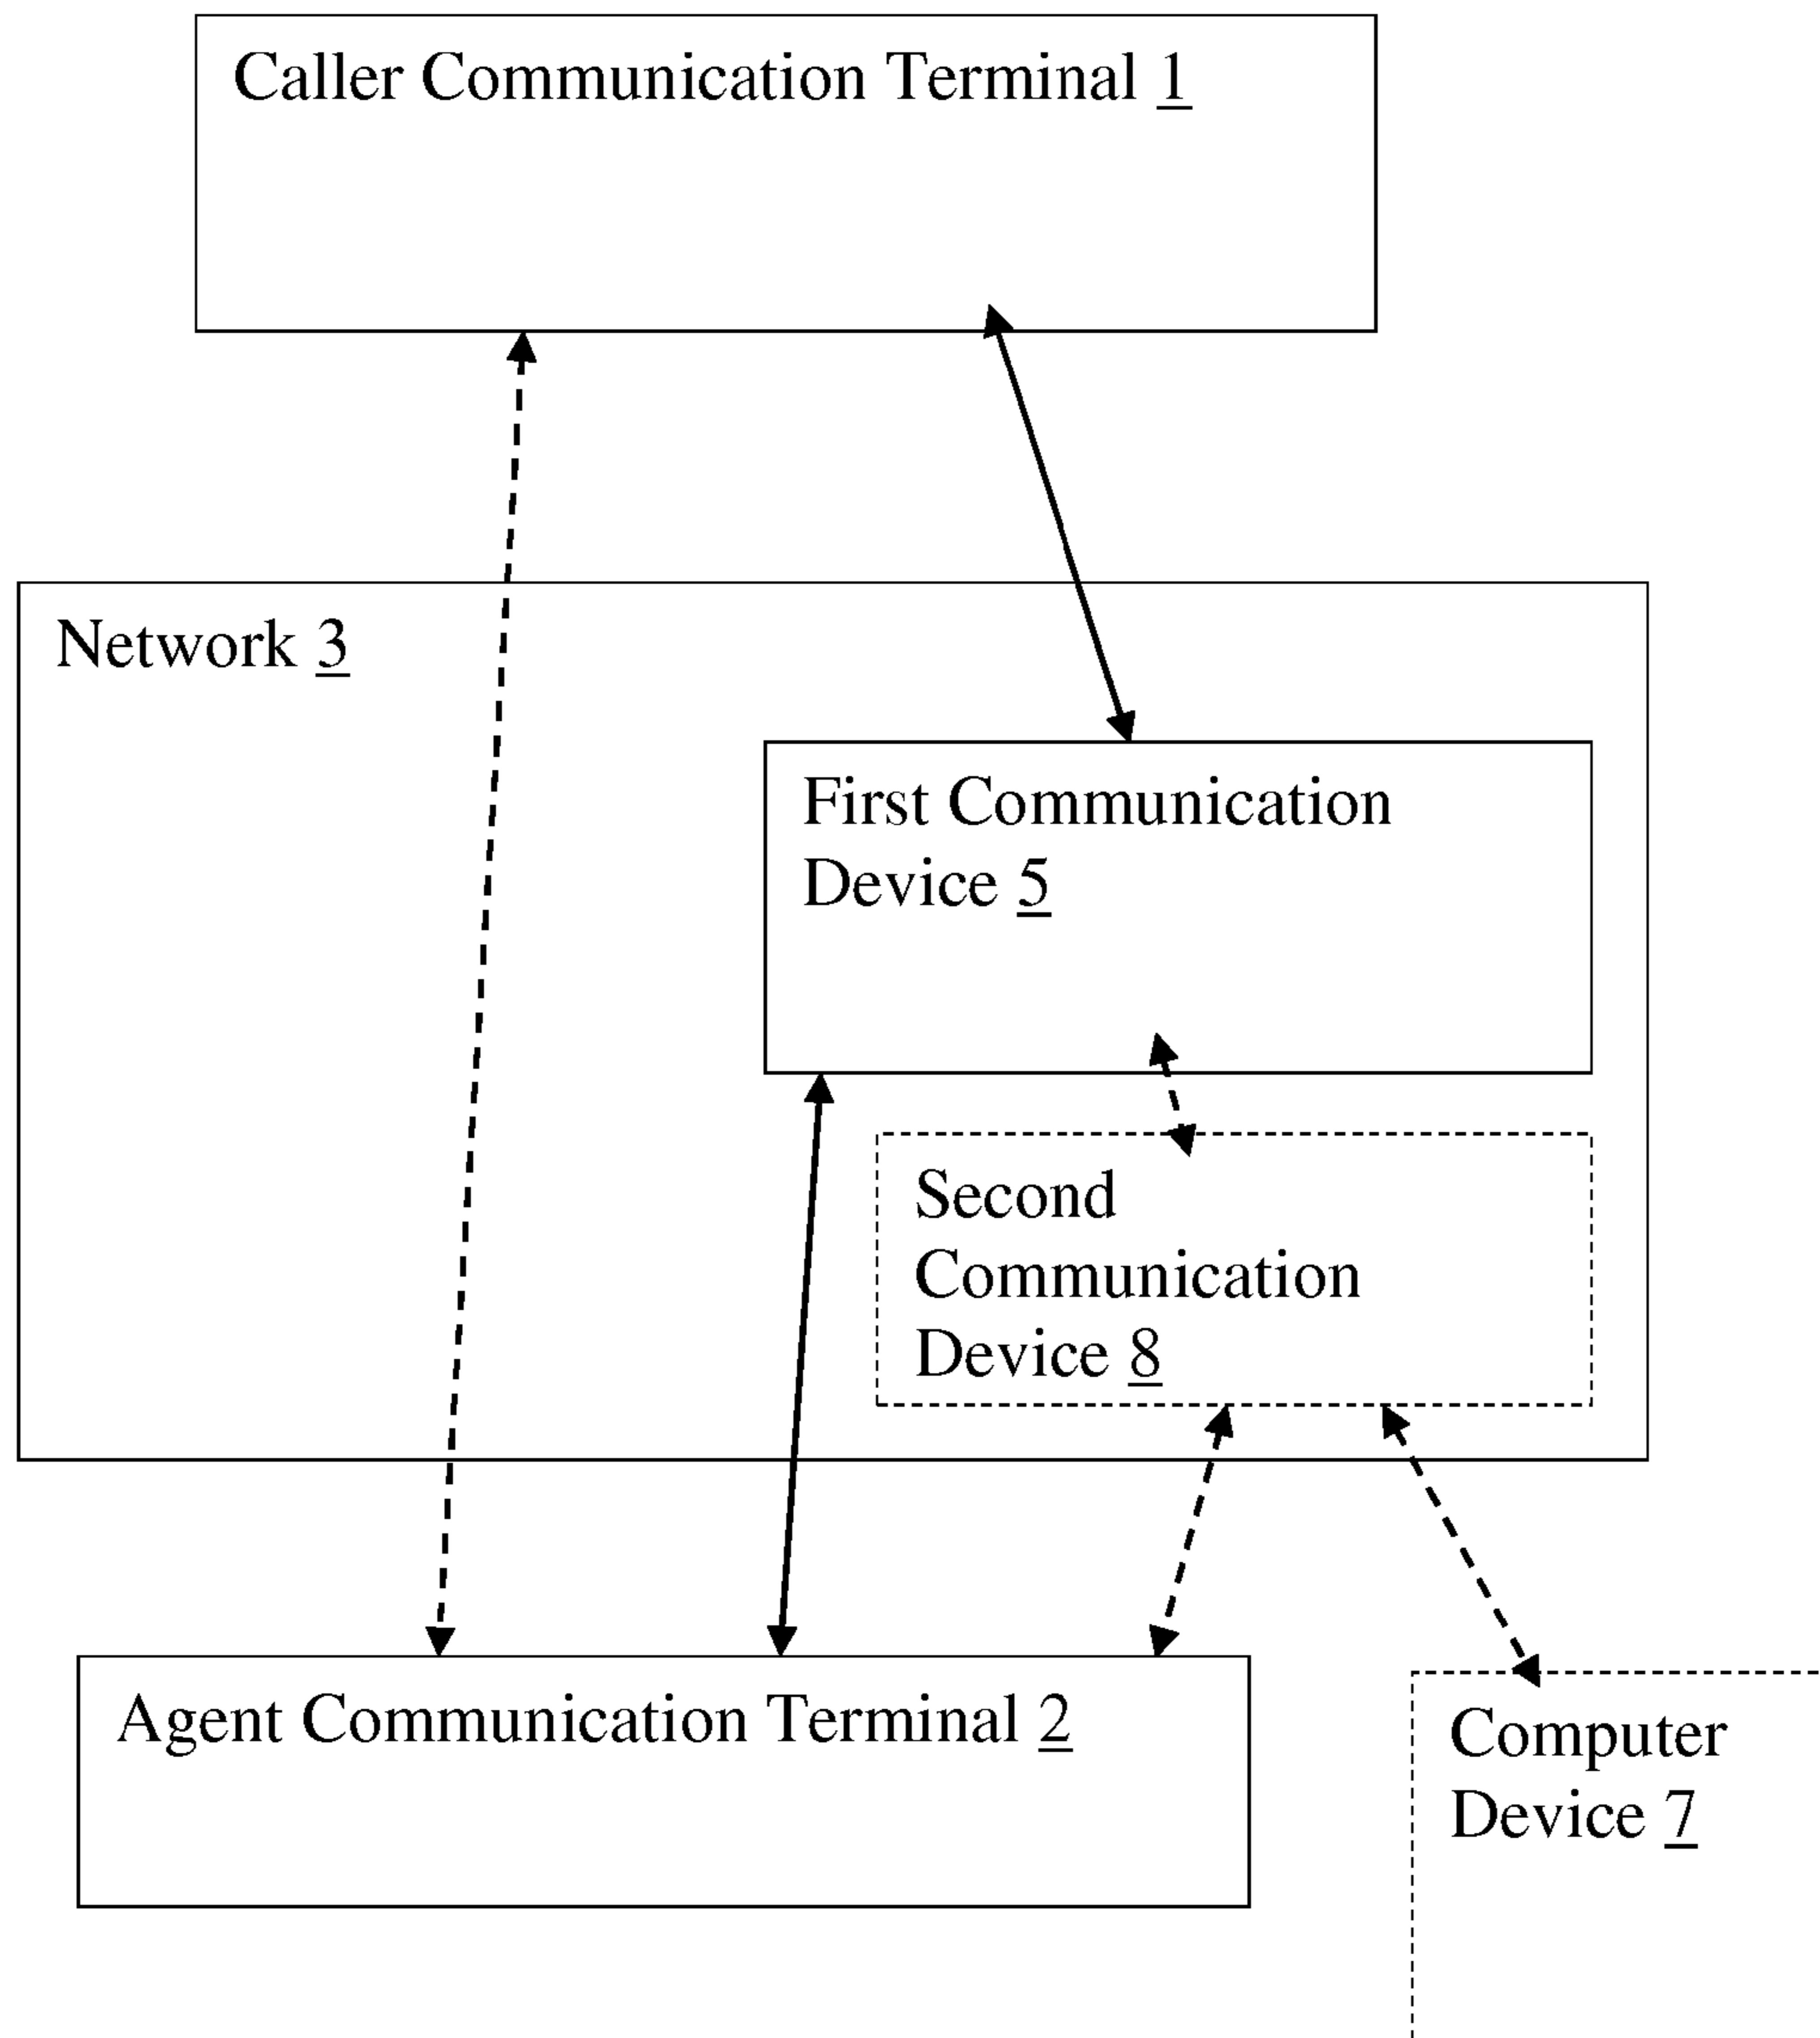 Caller Communication Terminal 1
Network 3
First Communication
Device 5
Second
Communication
Device 8
Agent Communication Terminal 2
Computer
Device 7